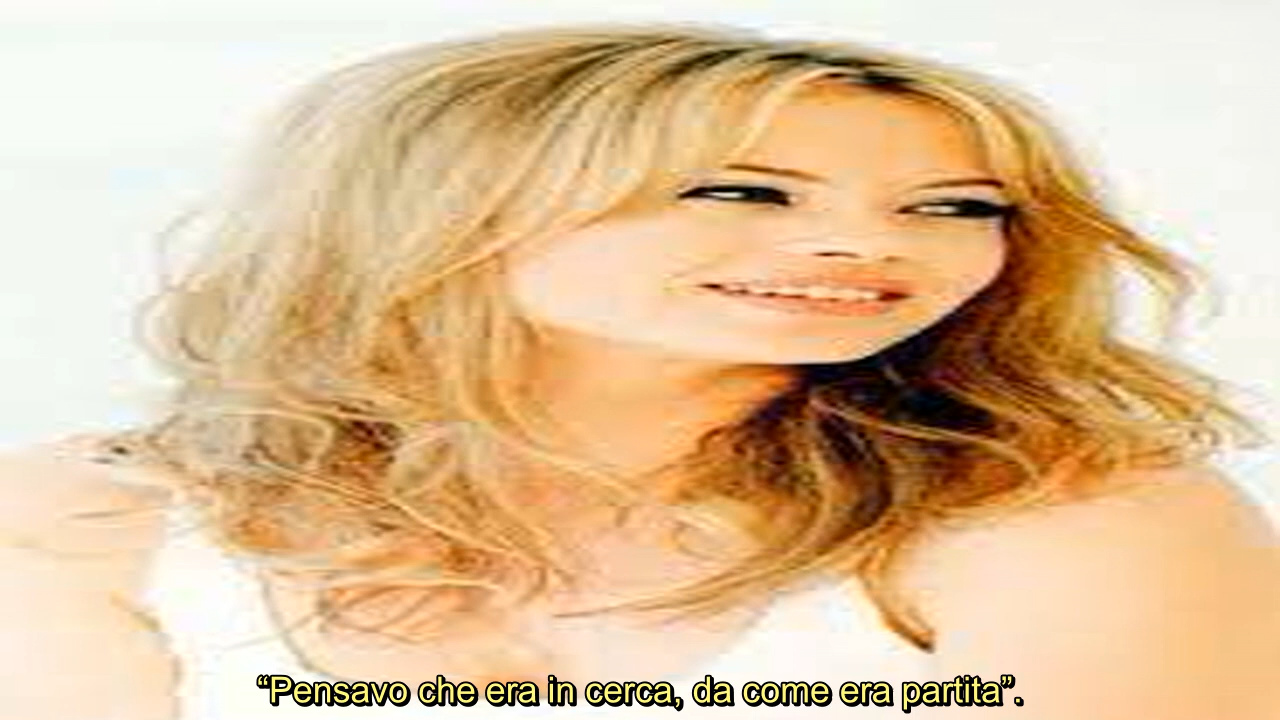 “Pensavo che era in cerca, da come era partita”.